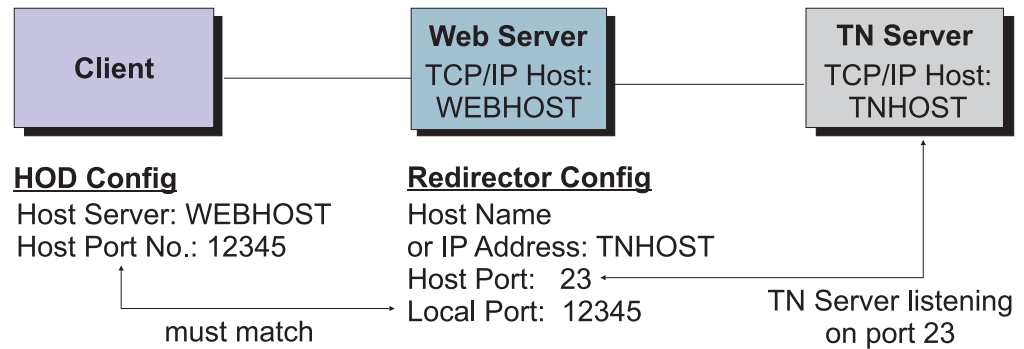 Client
Web Server
TCP/IP Host:
WEBHOST
TN Server
TCP/IP Host:
TNHOST
HOD Config
Host Server: WEBHOST
Host Port No.: 12345
must match
Redirector Config
Host Name
or IP Address: TNHOST
Host Port: 23
Local Port: 12345
TN Server listening
on port 23